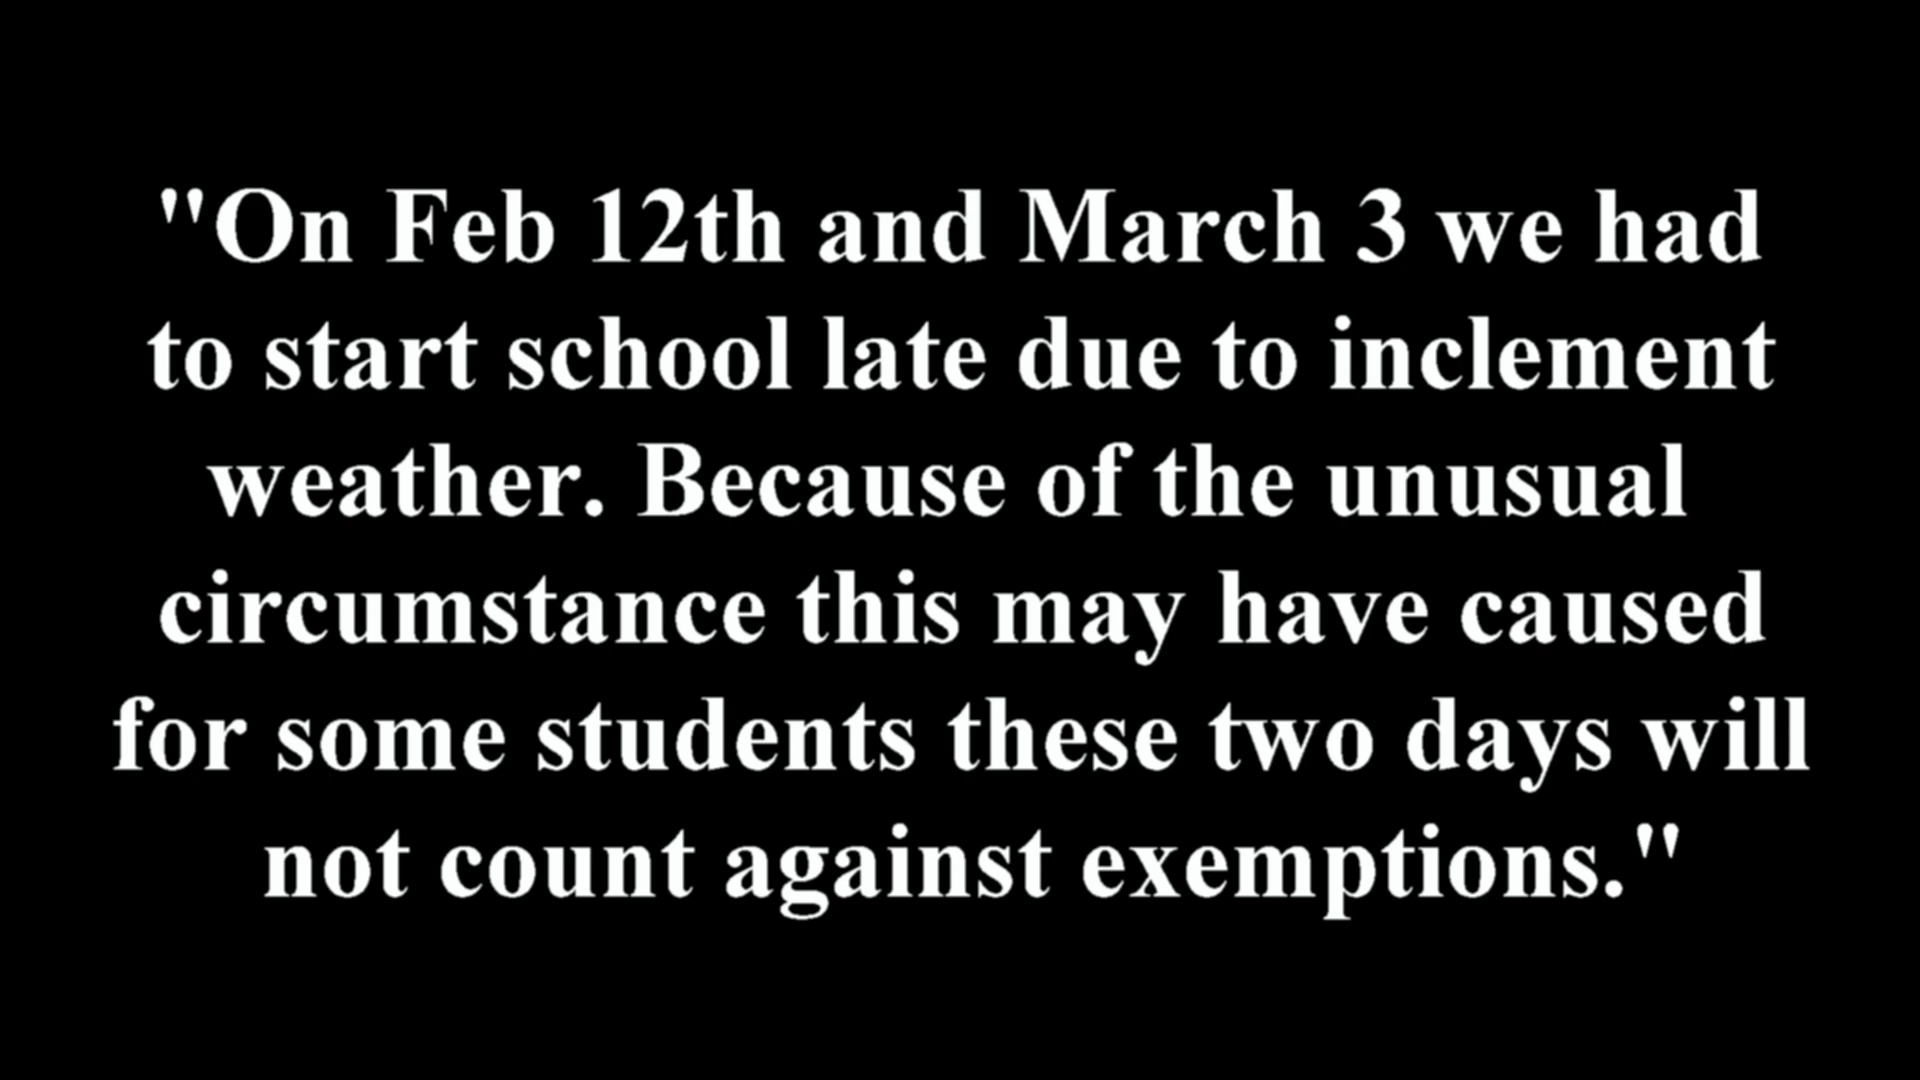 "On Feb 12th and March 3 we had
to start school late due to inclement
weather. Because of the unusual
circumstance this may have caused
for some students these two days will
not count against exemptions."